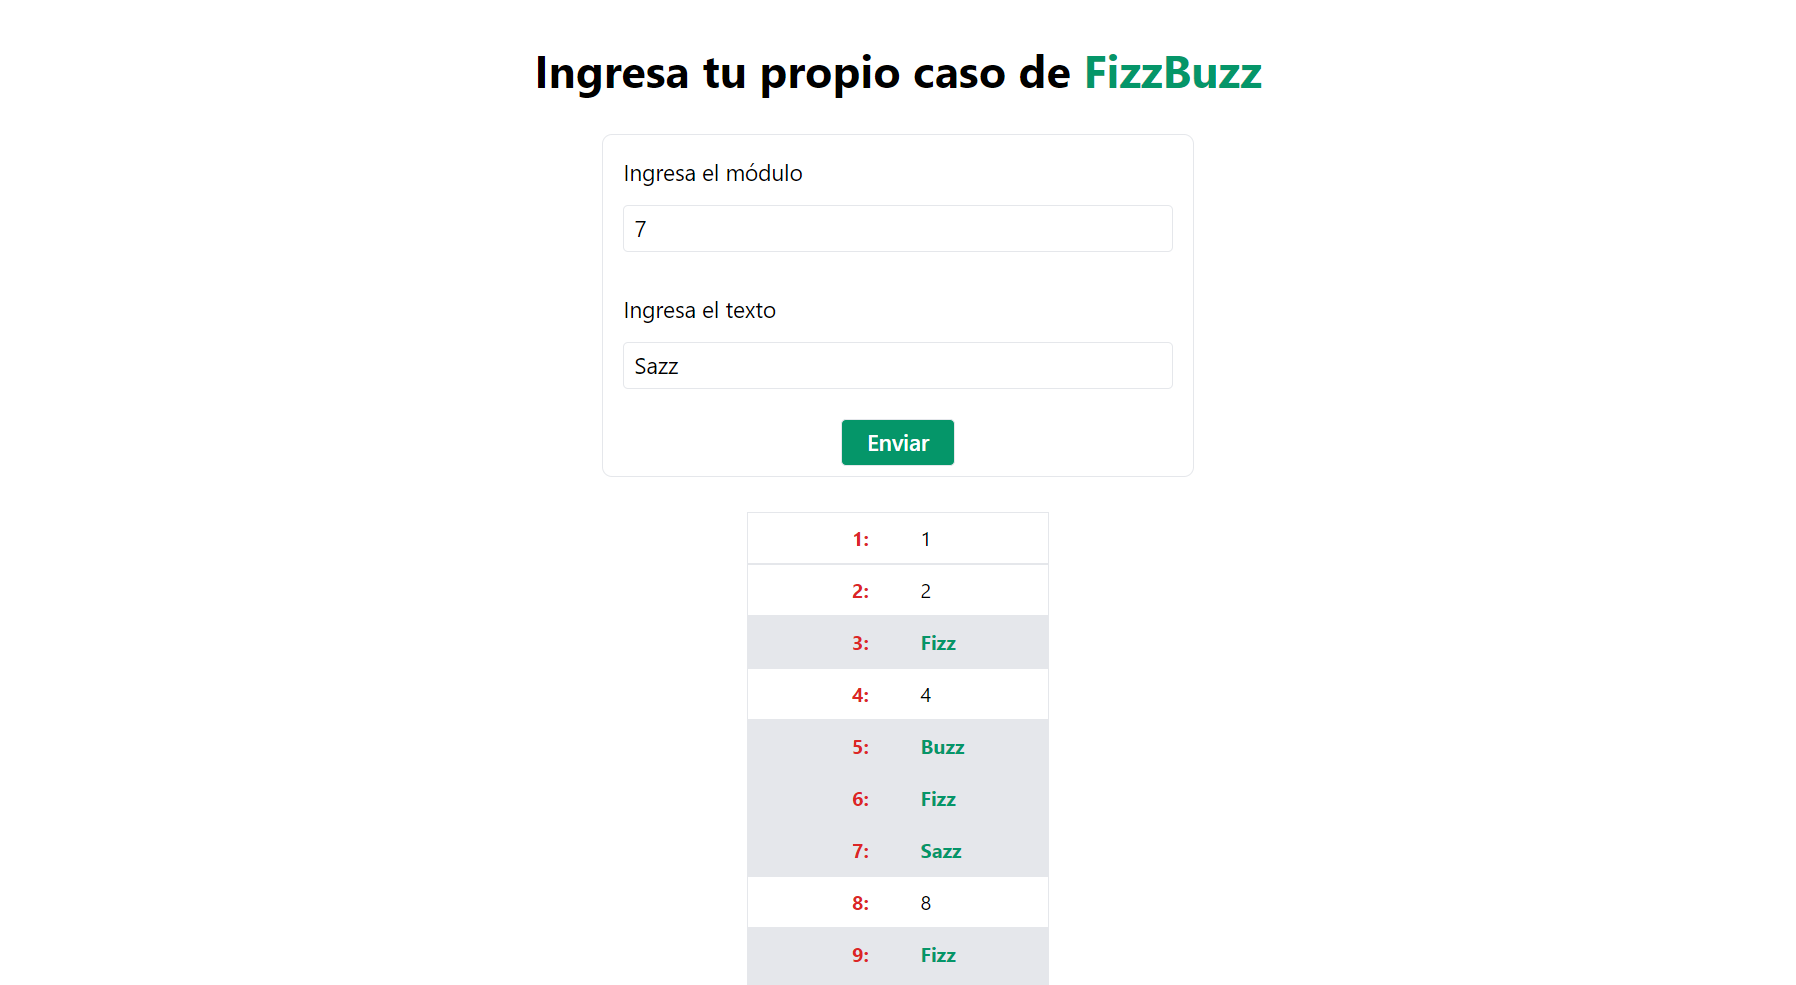 Ingresa tu propio caso de FizzBuzz
Ingresa el módulo
7
Ingresa el texto
Sazz
Enviar
1: 1
2: 2
3: Fizz
4: 4
5: Buzz
6: Fizz
7: Sazz
8: 8
9: Fizz